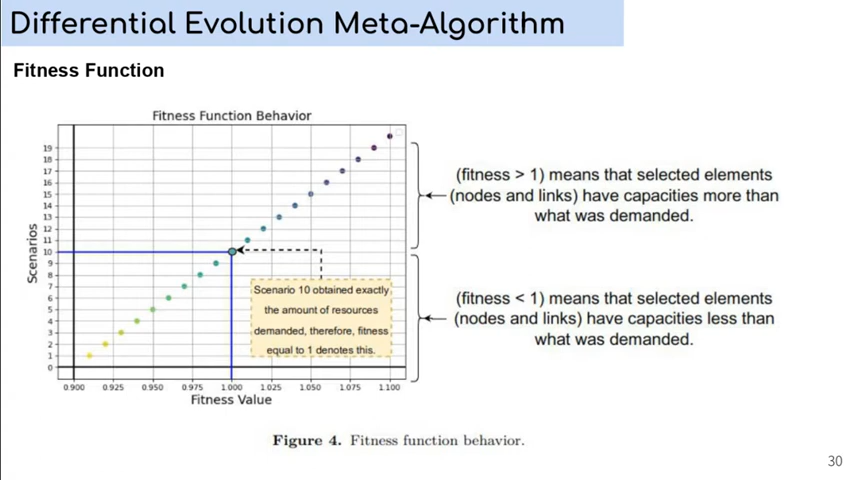 Differential Evolution Meta-Algorithm
Fitness Function
Fitness Function Behavior
19
18
17
16
15
14
13
12
11
10
9
8
7
6
5
4
3
2
1
0
Scenarios
Scenario 10 obtained exactly
the amount of resources
demanded, therefore, fitness
equal to 1 denotes this.
0.900 0.925 0.950 0.975 1.000 1.025 1.050 1.075 1.100
Fitness Value
(fitness > 1) means that selected elements
(nodes and links) have capacities more than
what was demanded.
(fitness < 1) means that selected elements
(nodes and links) have capacities less than
what was demanded.
Figure 4. Fitness function behavior.
30